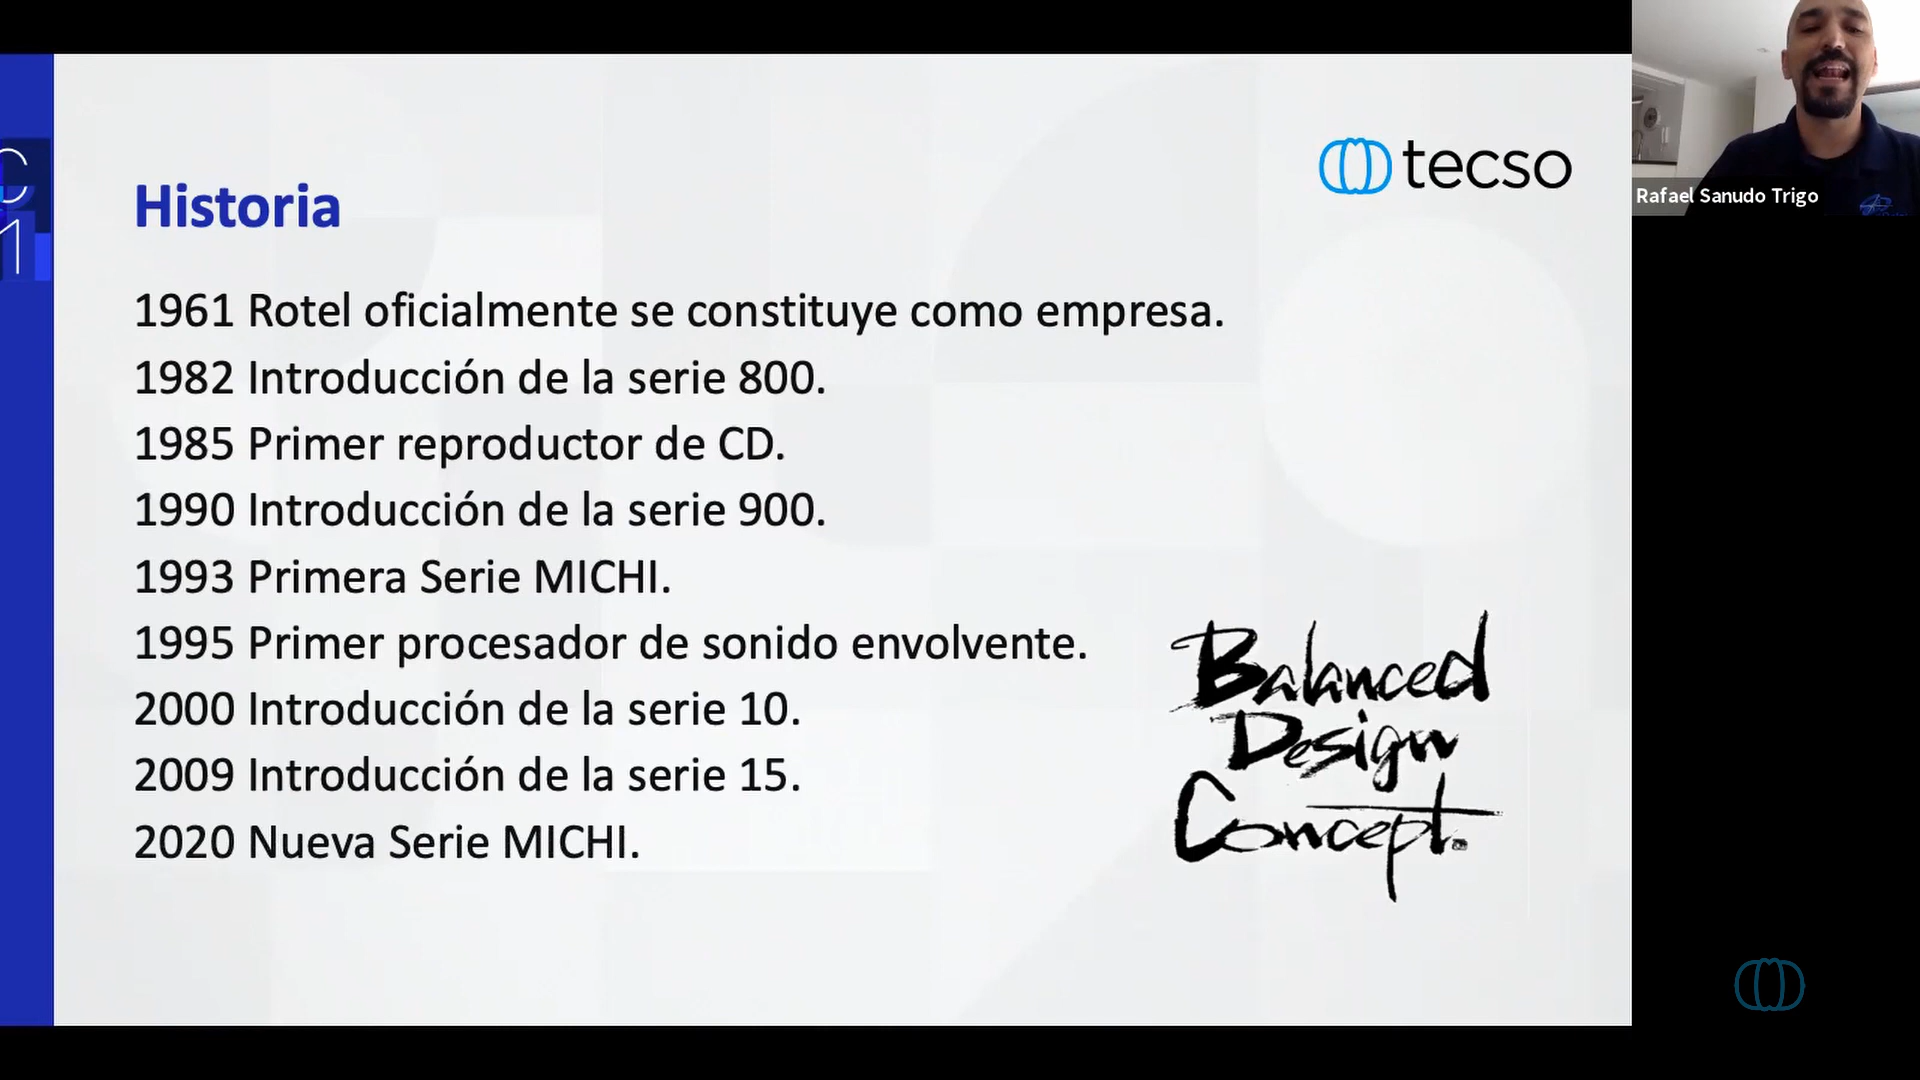 C
1
tecso
Rafael Sanudo Trigo
Historia
1961 Rotel oficialmente se constituye como empresa.
1982 Introducción de la serie 800.
1985 Primer reproductor de CD.
1990 Introducción de la serie 900.
1993 Primera Serie MICHI.
1995 Primer procesador de sonido envolvente.
2000 Introducción de la serie 10.
2009 Introducción de la serie 15.
2020 Nueva Serie MICHI.
Balanced
Design
Concept.